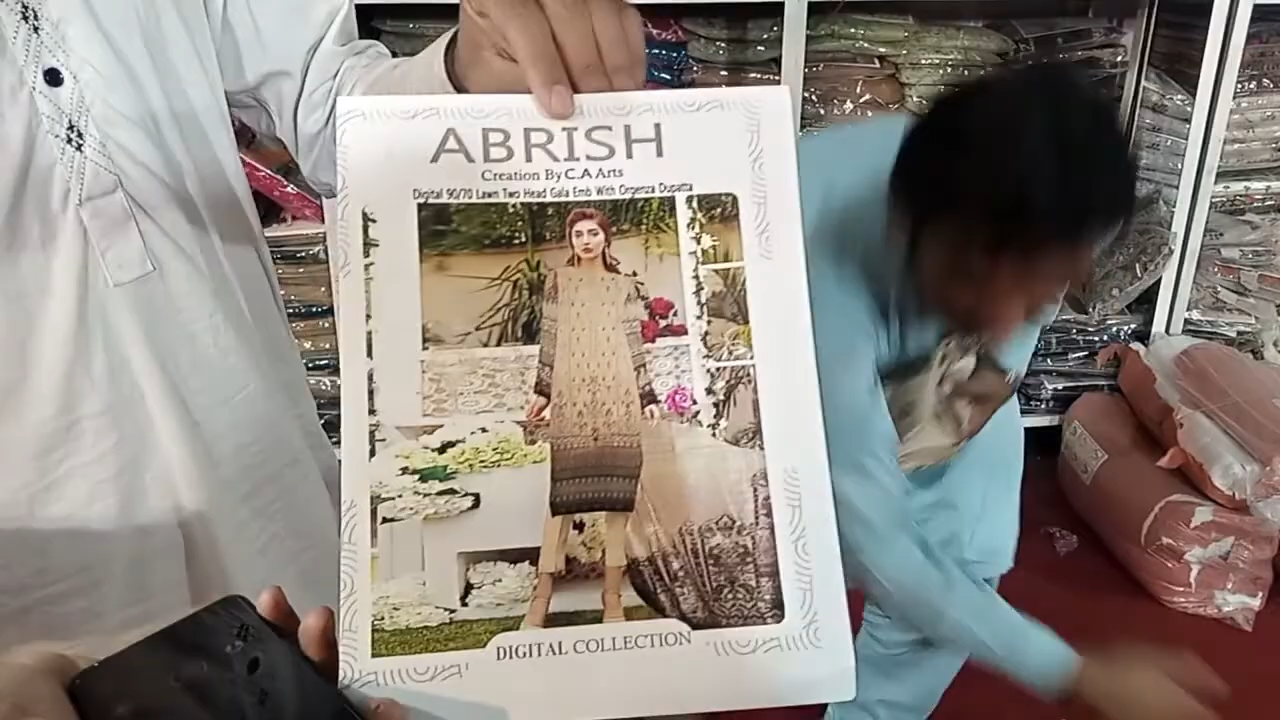 ABRISH
Creation By C.A Arts
Digital 90/70 Lawn Two Head Gala Emb With Orgenza Dupatta
DIGITAL COLLECTION